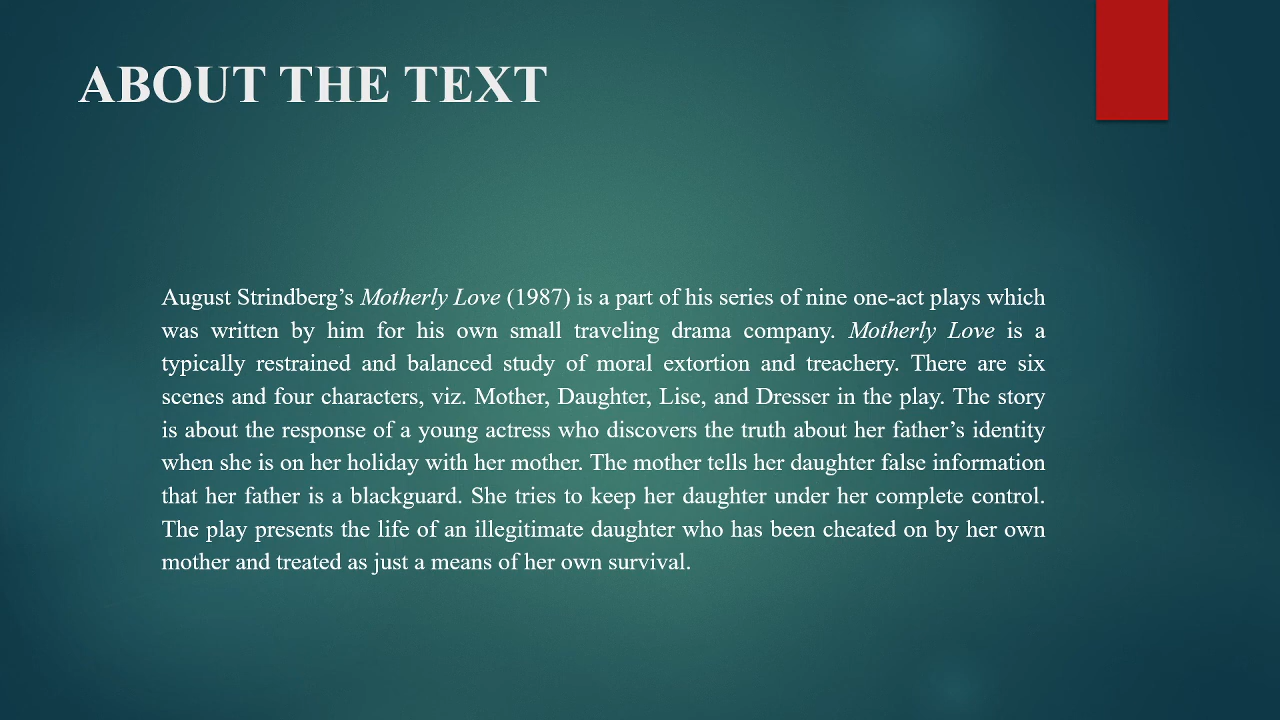 ABOUT THE TEXT
August Strindberg’s Motherly Love (1987) is a part of his series of nine one-act plays which
was written by him for his own small traveling drama company. Motherly Love is a
typically restrained and balanced study of moral extortion and treachery. There are six
scenes and four characters, viz. Mother, Daughter, Lise, and Dresser in the play. The story
is about the response of a young actress who discovers the truth about her father’s identity
when she is on her holiday with her mother. The mother tells her daughter false information
that her father is a blackguard. She tries to keep her daughter under her complete control.
The play presents the life of an illegitimate daughter who has been cheated on by her own
mother and treated as just a means of her own survival.